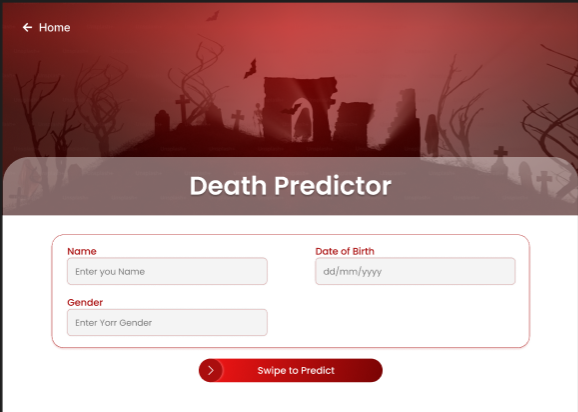 Home
Death Predictor
Name
Date of Birth
Enter you Name
dd/mm/yyyy
Gender
Enter Yorr Gender
Swipe to Predict